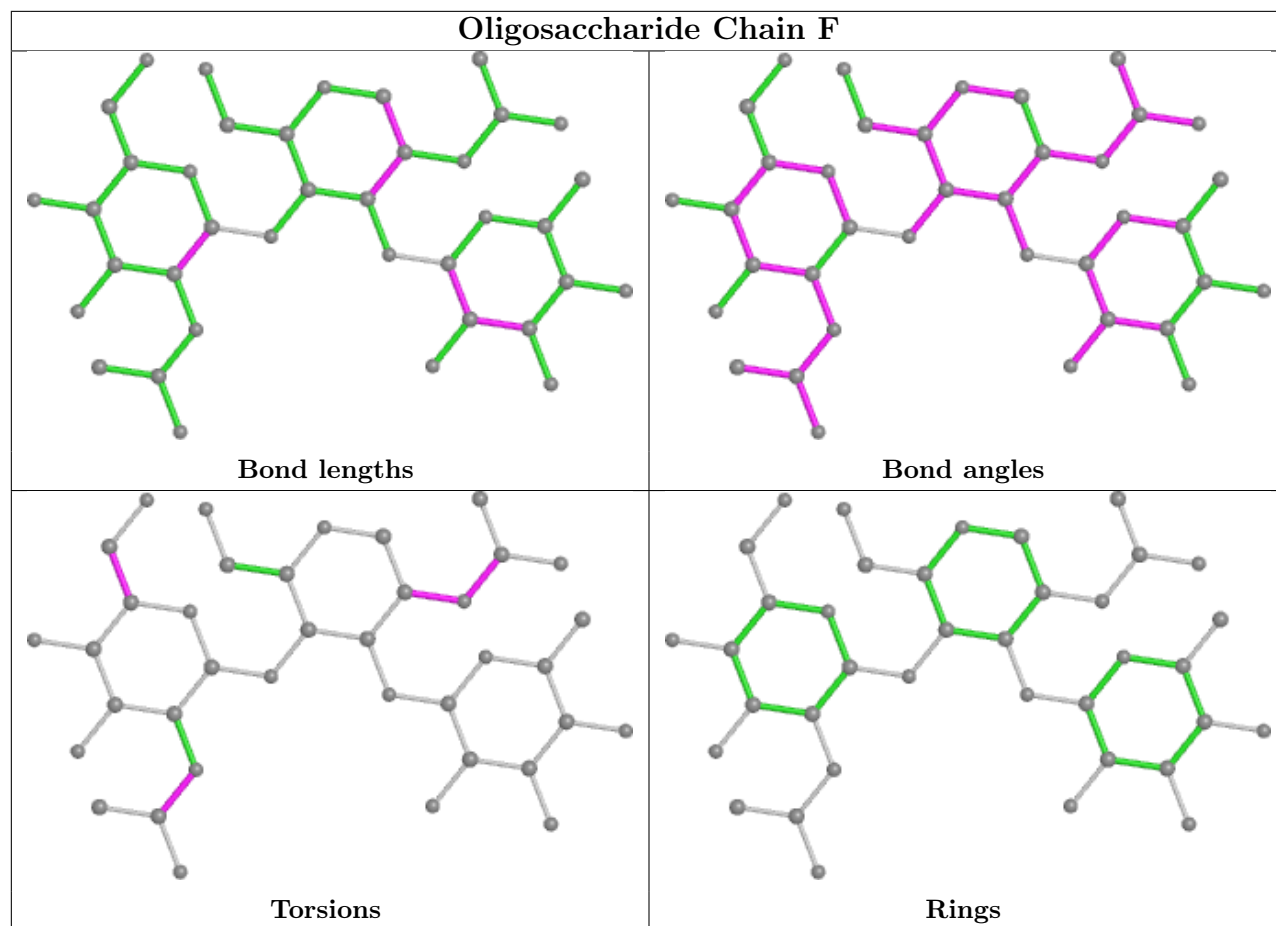 Oligosaccharide Chain F
Bond lengths
Bond angles
Torsions
Rings